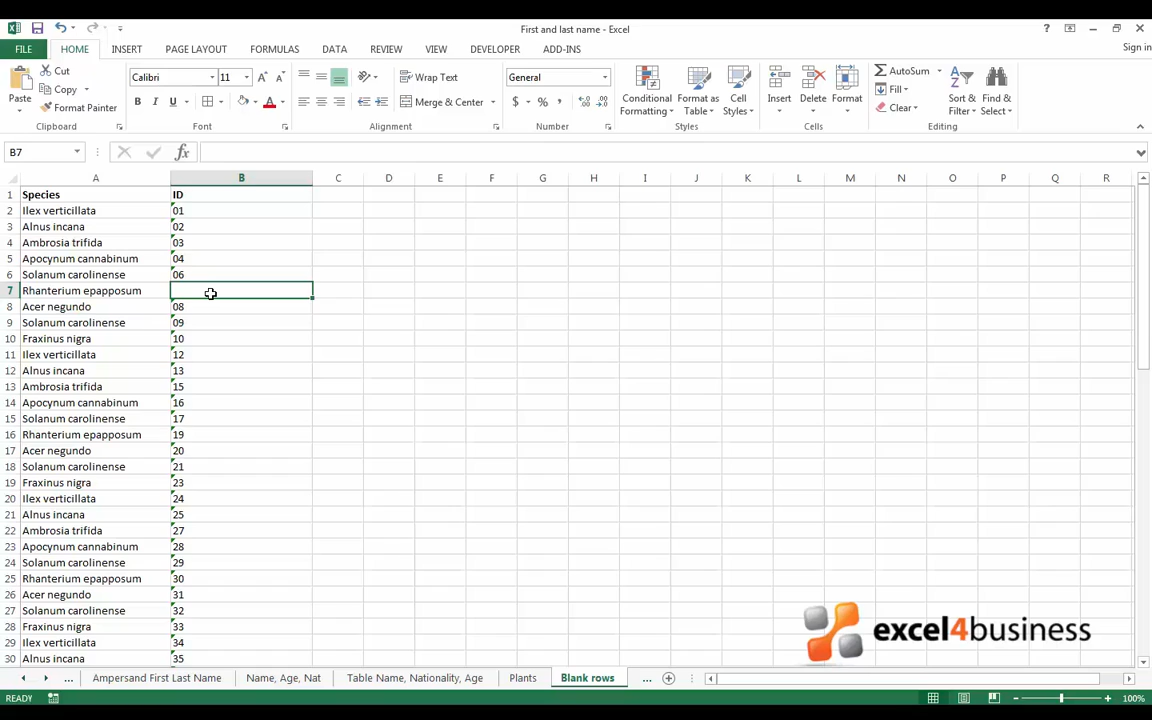 First and last name - Excel
?
FILE HOME INSERT PAGE LAYOUT FORMULAS DATA REVIEW VIEW DEVELOPER ADD-INS Sign in
Paste
Cut
Copy
Format Painter
Clipboard
Calibri 11
B I U
Font
Wrap Text
Merge & Center
Alignment
General
$ % ,
Number
Conditional Formatting
Format as Table
Cell Styles
Styles
Insert
Delete
Format
Cells
AutoSum
Fill
Clear
Sort & Filter
Find & Select
Editing
B7 fx
A B C D E F G H I J K L M N O P Q R
1 Species ID
2 Ilex verticillata 01
3 Alnus incana 02
4 Ambrosia trifida 03
5 Apocynum cannabinum 04
6 Solanum carolinense 06
7 Rhanterium epapposum
8 Acer negundo 08
9 Solanum carolinense 09
10 Fraxinus nigra 10
11 Ilex verticillata 12
12 Alnus incana 13
13 Ambrosia trifida 15
14 Apocynum cannabinum 16
15 Solanum carolinense 17
16 Rhanterium epapposum 19
17 Acer negundo 20
18 Solanum carolinense 21
19 Fraxinus nigra 23
20 Ilex verticillata 24
21 Alnus incana 25
22 Ambrosia trifida 27
23 Apocynum cannabinum 28
24 Solanum carolinense 29
25 Rhanterium epapposum 30
26 Acer negundo 31
27 Solanum carolinense 32
28 Fraxinus nigra 33
29 Ilex verticillata 34
30 Alnus incana 35
excel4business
... Ampersand First Last Name Name, Age, Nat Table Name, Nationality, Age Plants Blank rows ...
READY 100%